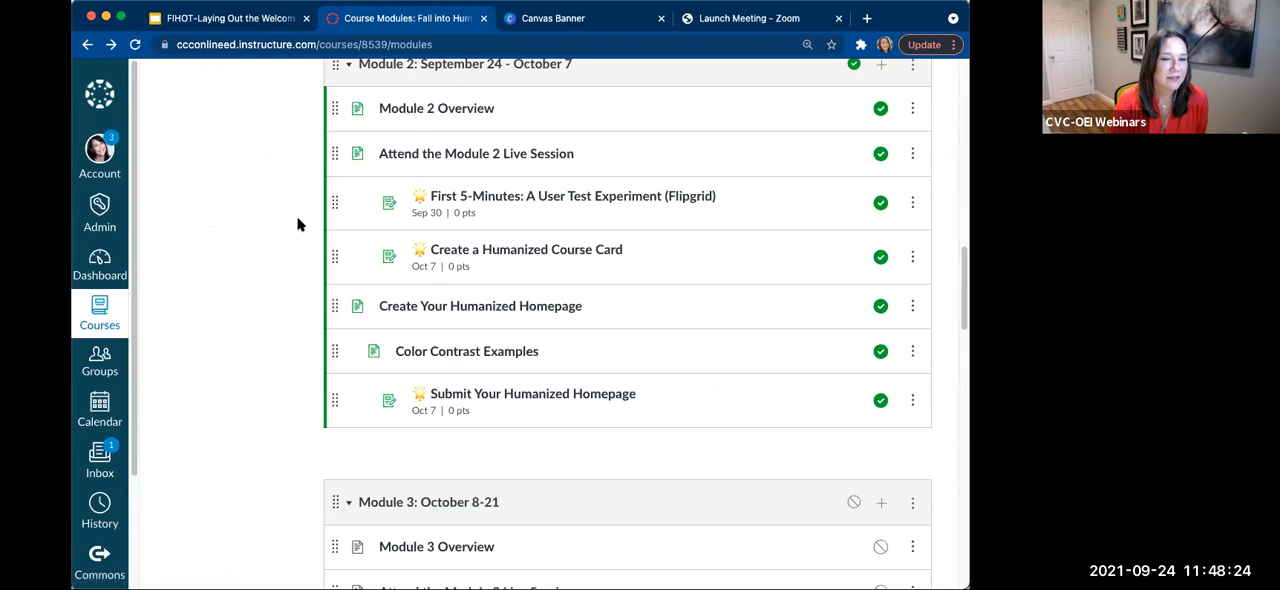 FIHOT-Laying Out the Welcom
Course Modules: Fall into Hum
Canvas Banner
Launch Meeting - Zoom
ccconlineed.instructure.com/courses/8539/modules
Update
CVC-OEI Webinars
3
Account
Admin
Dashboard
Courses
Groups
Calendar
1
Inbox
History
Commons
Module 2: September 24 - October 7
Module 2 Overview
Attend the Module 2 Live Session
First 5-Minutes: A User Test Experiment (Flipgrid)
Sep 30 | 0 pts
Create a Humanized Course Card
Oct 7 | 0 pts
Create Your Humanized Homepage
Color Contrast Examples
Submit Your Humanized Homepage
Oct 7 | 0 pts
Module 3: October 8-21
Module 3 Overview
2021-09-24 11:48:24